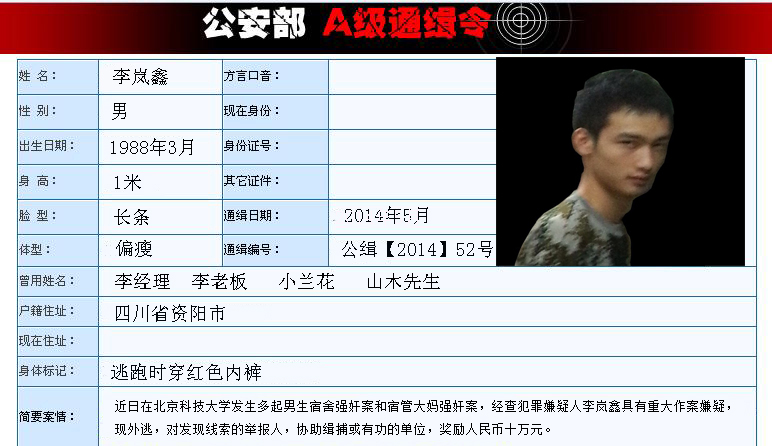 公安部 A级通缉令
姓 名： 李岚鑫 方言口音：
性 别： 男 现在身份：
出生日期： 1988年3月 身份证号：
身 高： 1米 其它证件：
脸 型： 长条 通缉日期： 2014年5月
体型： 偏瘦 通缉编号： 公缉【2014】52号
曾用姓名： 李经理 李老板 小兰花 山木先生
户籍住址： 四川省资阳市
现在住址：
身体标记： 逃跑时穿红色内裤
简要案情： 近日在北京科技大学发生多起男生宿舍强奸案和宿管大妈强奸案，经查犯罪嫌疑人李岚鑫具有重大作案嫌疑，
现外逃，对发现线索的举报人，协助缉捕或有功的单位，奖励人民币十万元。